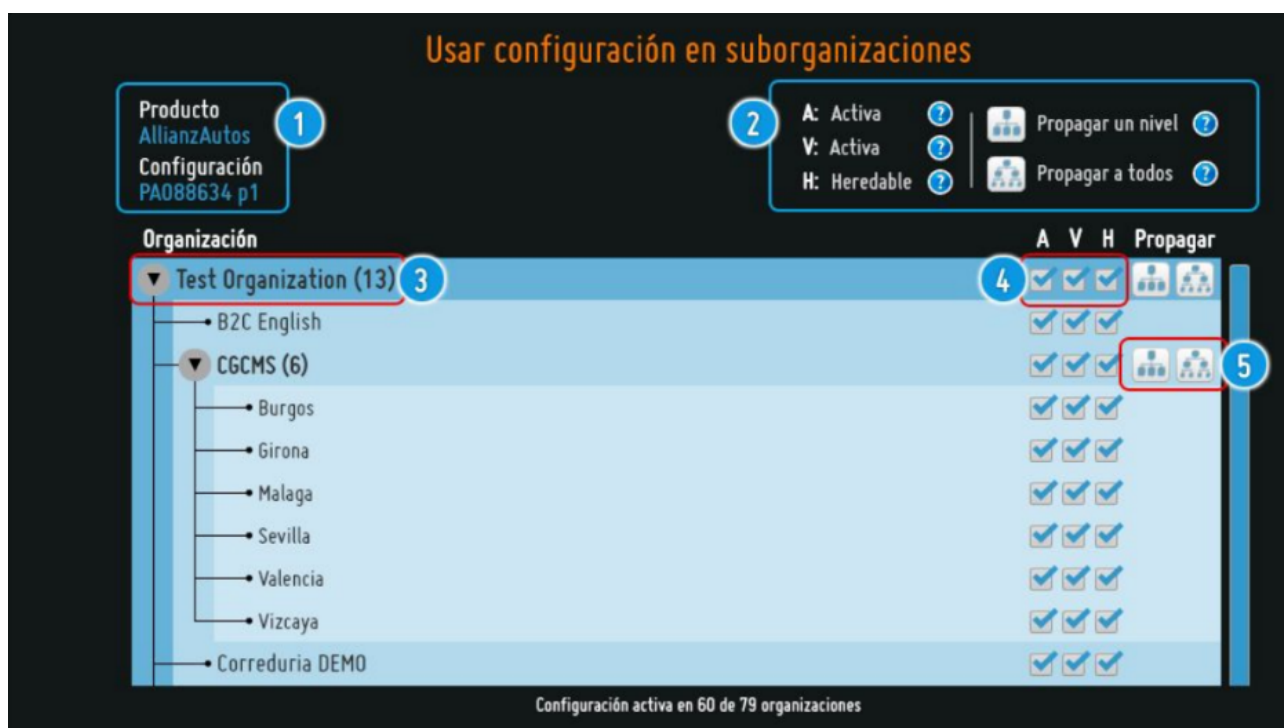 Usar configuración en suborganizaciones
Producto
AllianzAutos
Configuración
PA088634 p1
1
2
A: Activa ?
V: Activa ?
H: Heredable ?
Propagar un nivel ?
Propagar a todos ?
Organización A V H Propagar
Test Organization (13) 3 4
B2C English
CGCMS (6) 5
Burgos
Girona
Malaga
Sevilla
Valencia
Vizcaya
Correduria DEMO
Configuración activa en 60 de 79 organizaciones